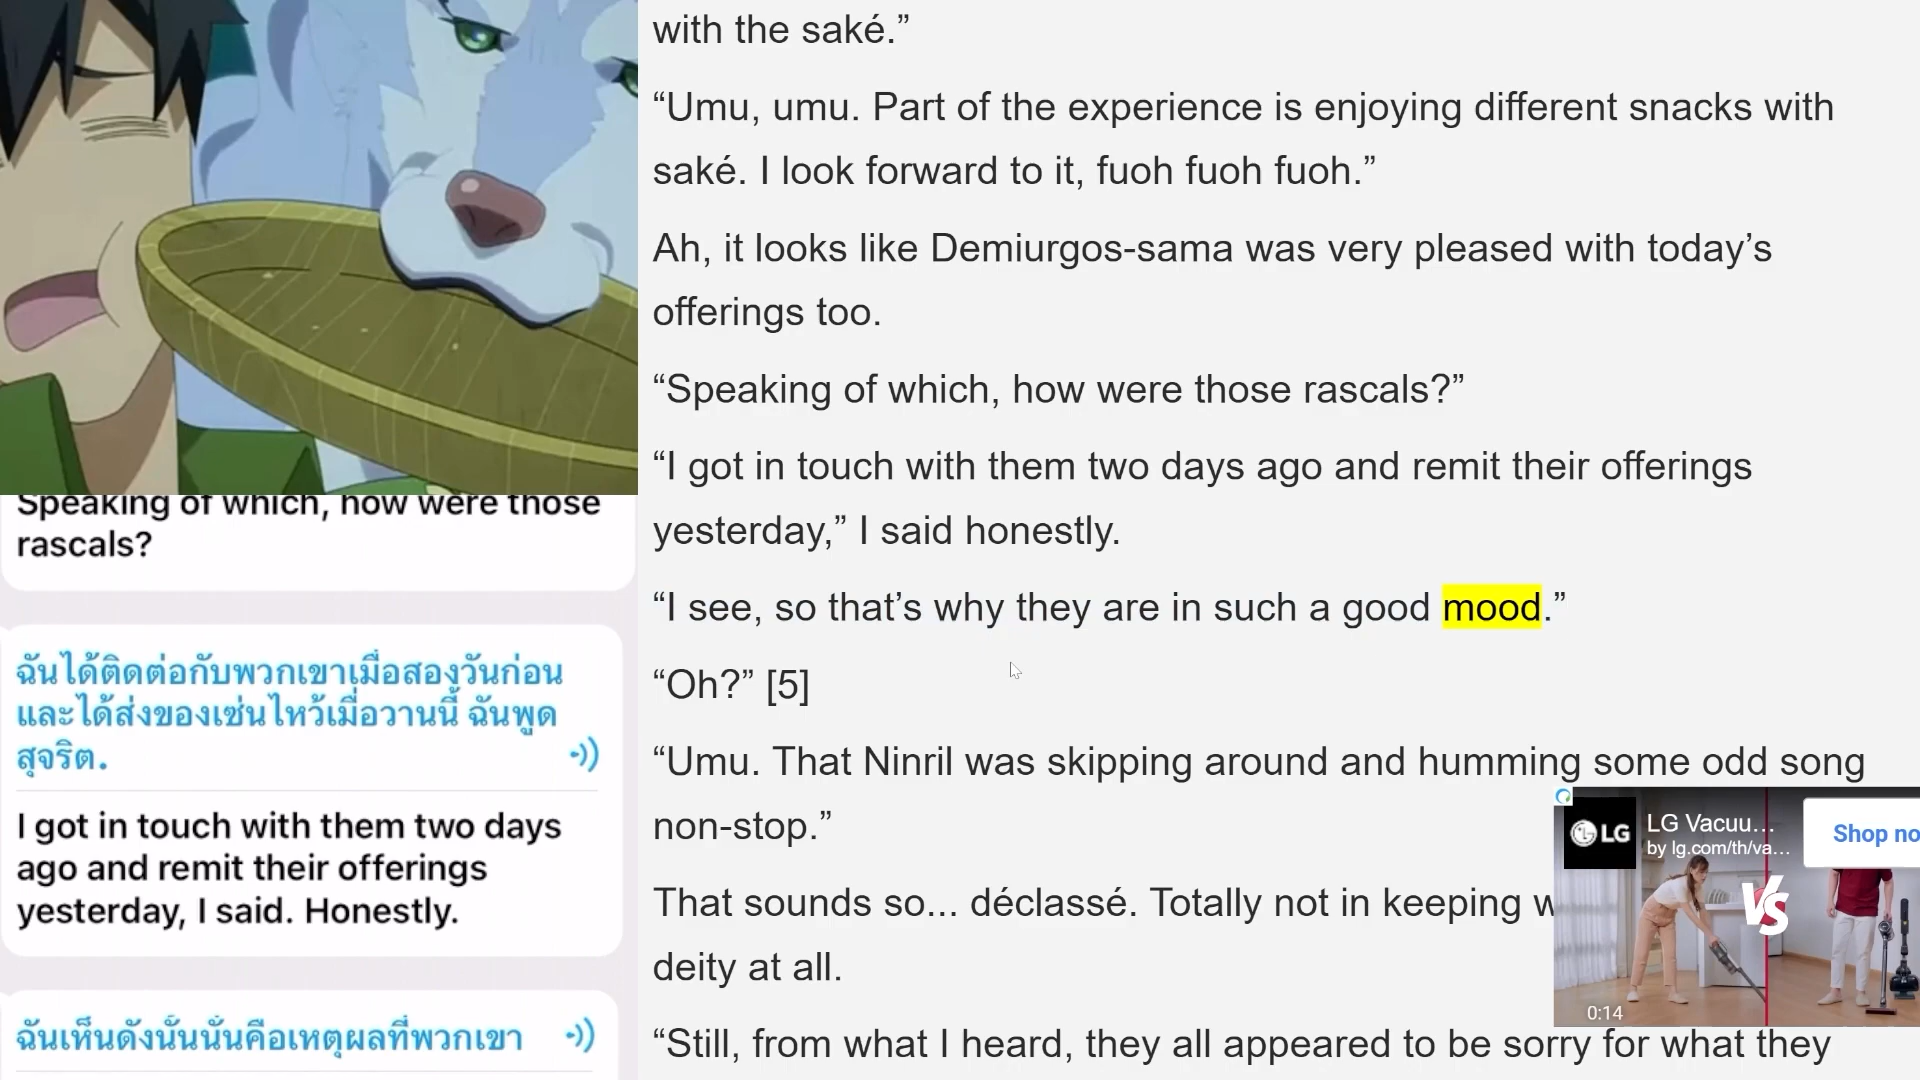 with the saké.”
“Umu, umu. Part of the experience is enjoying different snacks with
saké. I look forward to it, fuoh fuoh fuoh.”
Ah, it looks like Demiurgos-sama was very pleased with today’s
offerings too.
“Speaking of which, how were those rascals?”
“I got in touch with them two days ago and remit their offerings
yesterday,” I said honestly.
“I see, so that’s why they are in such a good mood.”
“Oh?” [5]
“Umu. That Ninril was skipping around and humming some odd song
non-stop.”
That sounds so... déclassé. Totally not in keeping
deity at all.
“Still, from what I heard, they all appeared to be sorry for what they
Speaking of which, how were those
rascals?
ฉันได้ติดต่อกับพวกเขาเมื่อสองวันก่อน
และได้ส่งของเซ่นไหว้เมื่อวานนี้ ฉันพูด
สุจริต.
I got in touch with them two days
ago and remit their offerings
yesterday, I said. Honestly.
ฉันเห็นดังนั้นนั่นคือเหตุผลที่พวกเขา
LG
LG Vacuu...
by lg.com/th/va...
Shop no
VS
0:14